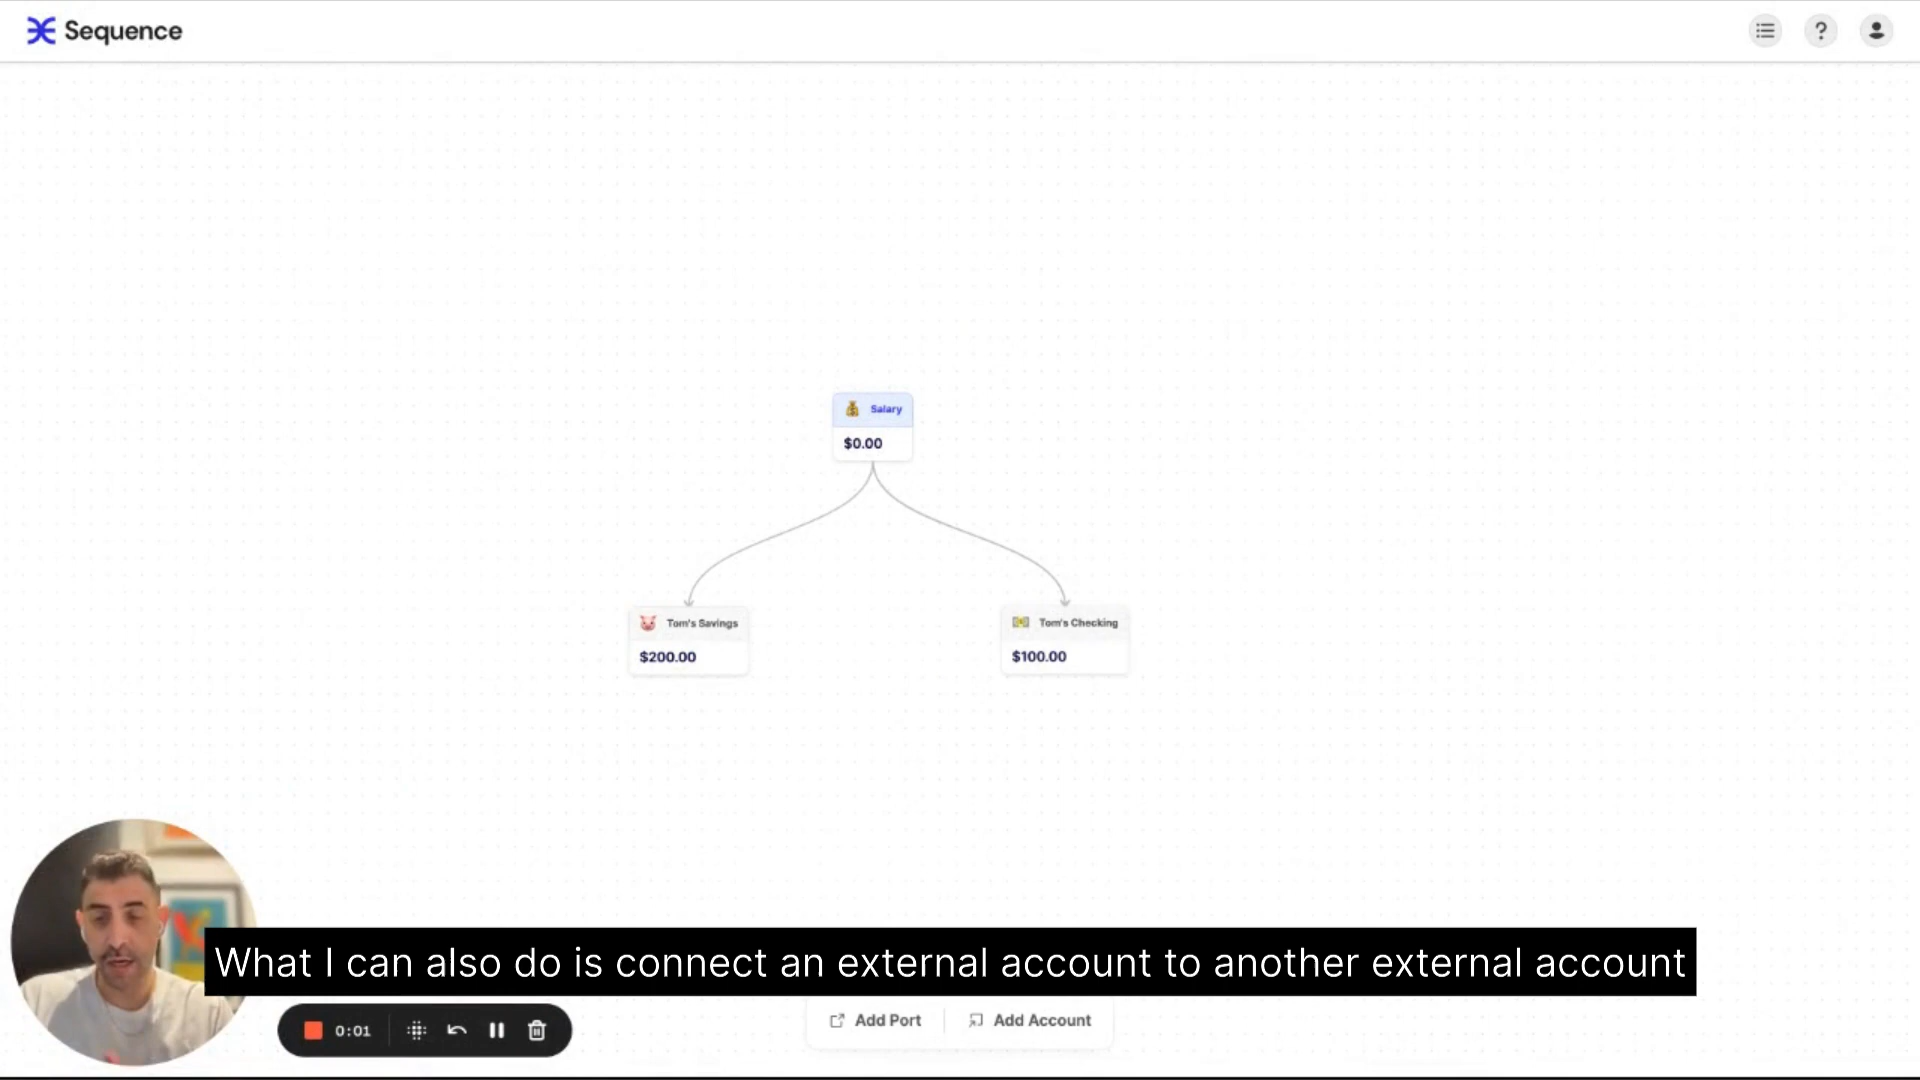 Sequence
Salary
$0.00
Tom's Savings
$200.00
Tom's Checking
$100.00
What I can also do is connect an external account to another external account
0:01
Add Port
Add Account